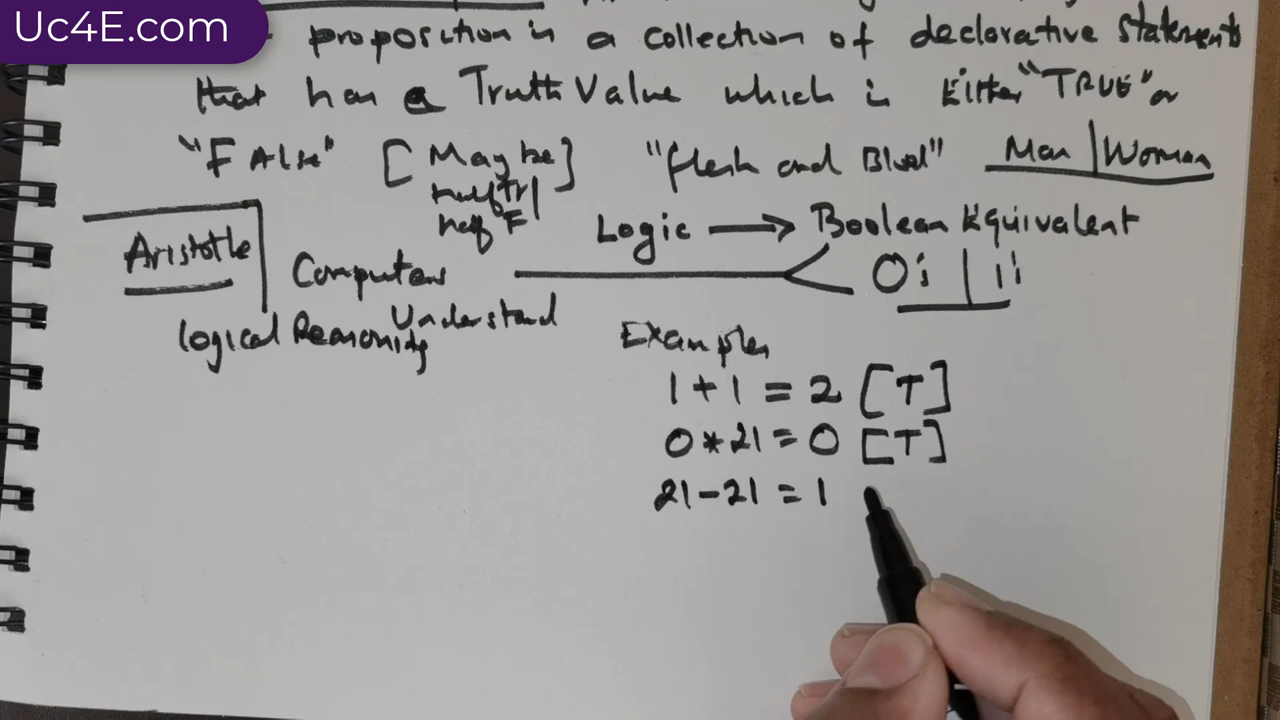 Uc4E.com
proposition is a collection of declarative statements
that has a Truth Value which is Either "TRUE" or
"FAlse" [Maybe] "flesh and Blood" Man | Woman
half T |
half F
Logic → Boolean Equivalent
Aristotle
Computers 0's | 1's
Understand
logical Reasoning
Examples
1 + 1 = 2 [T]
0 * 21 = 0 [T]
21 - 21 = 1